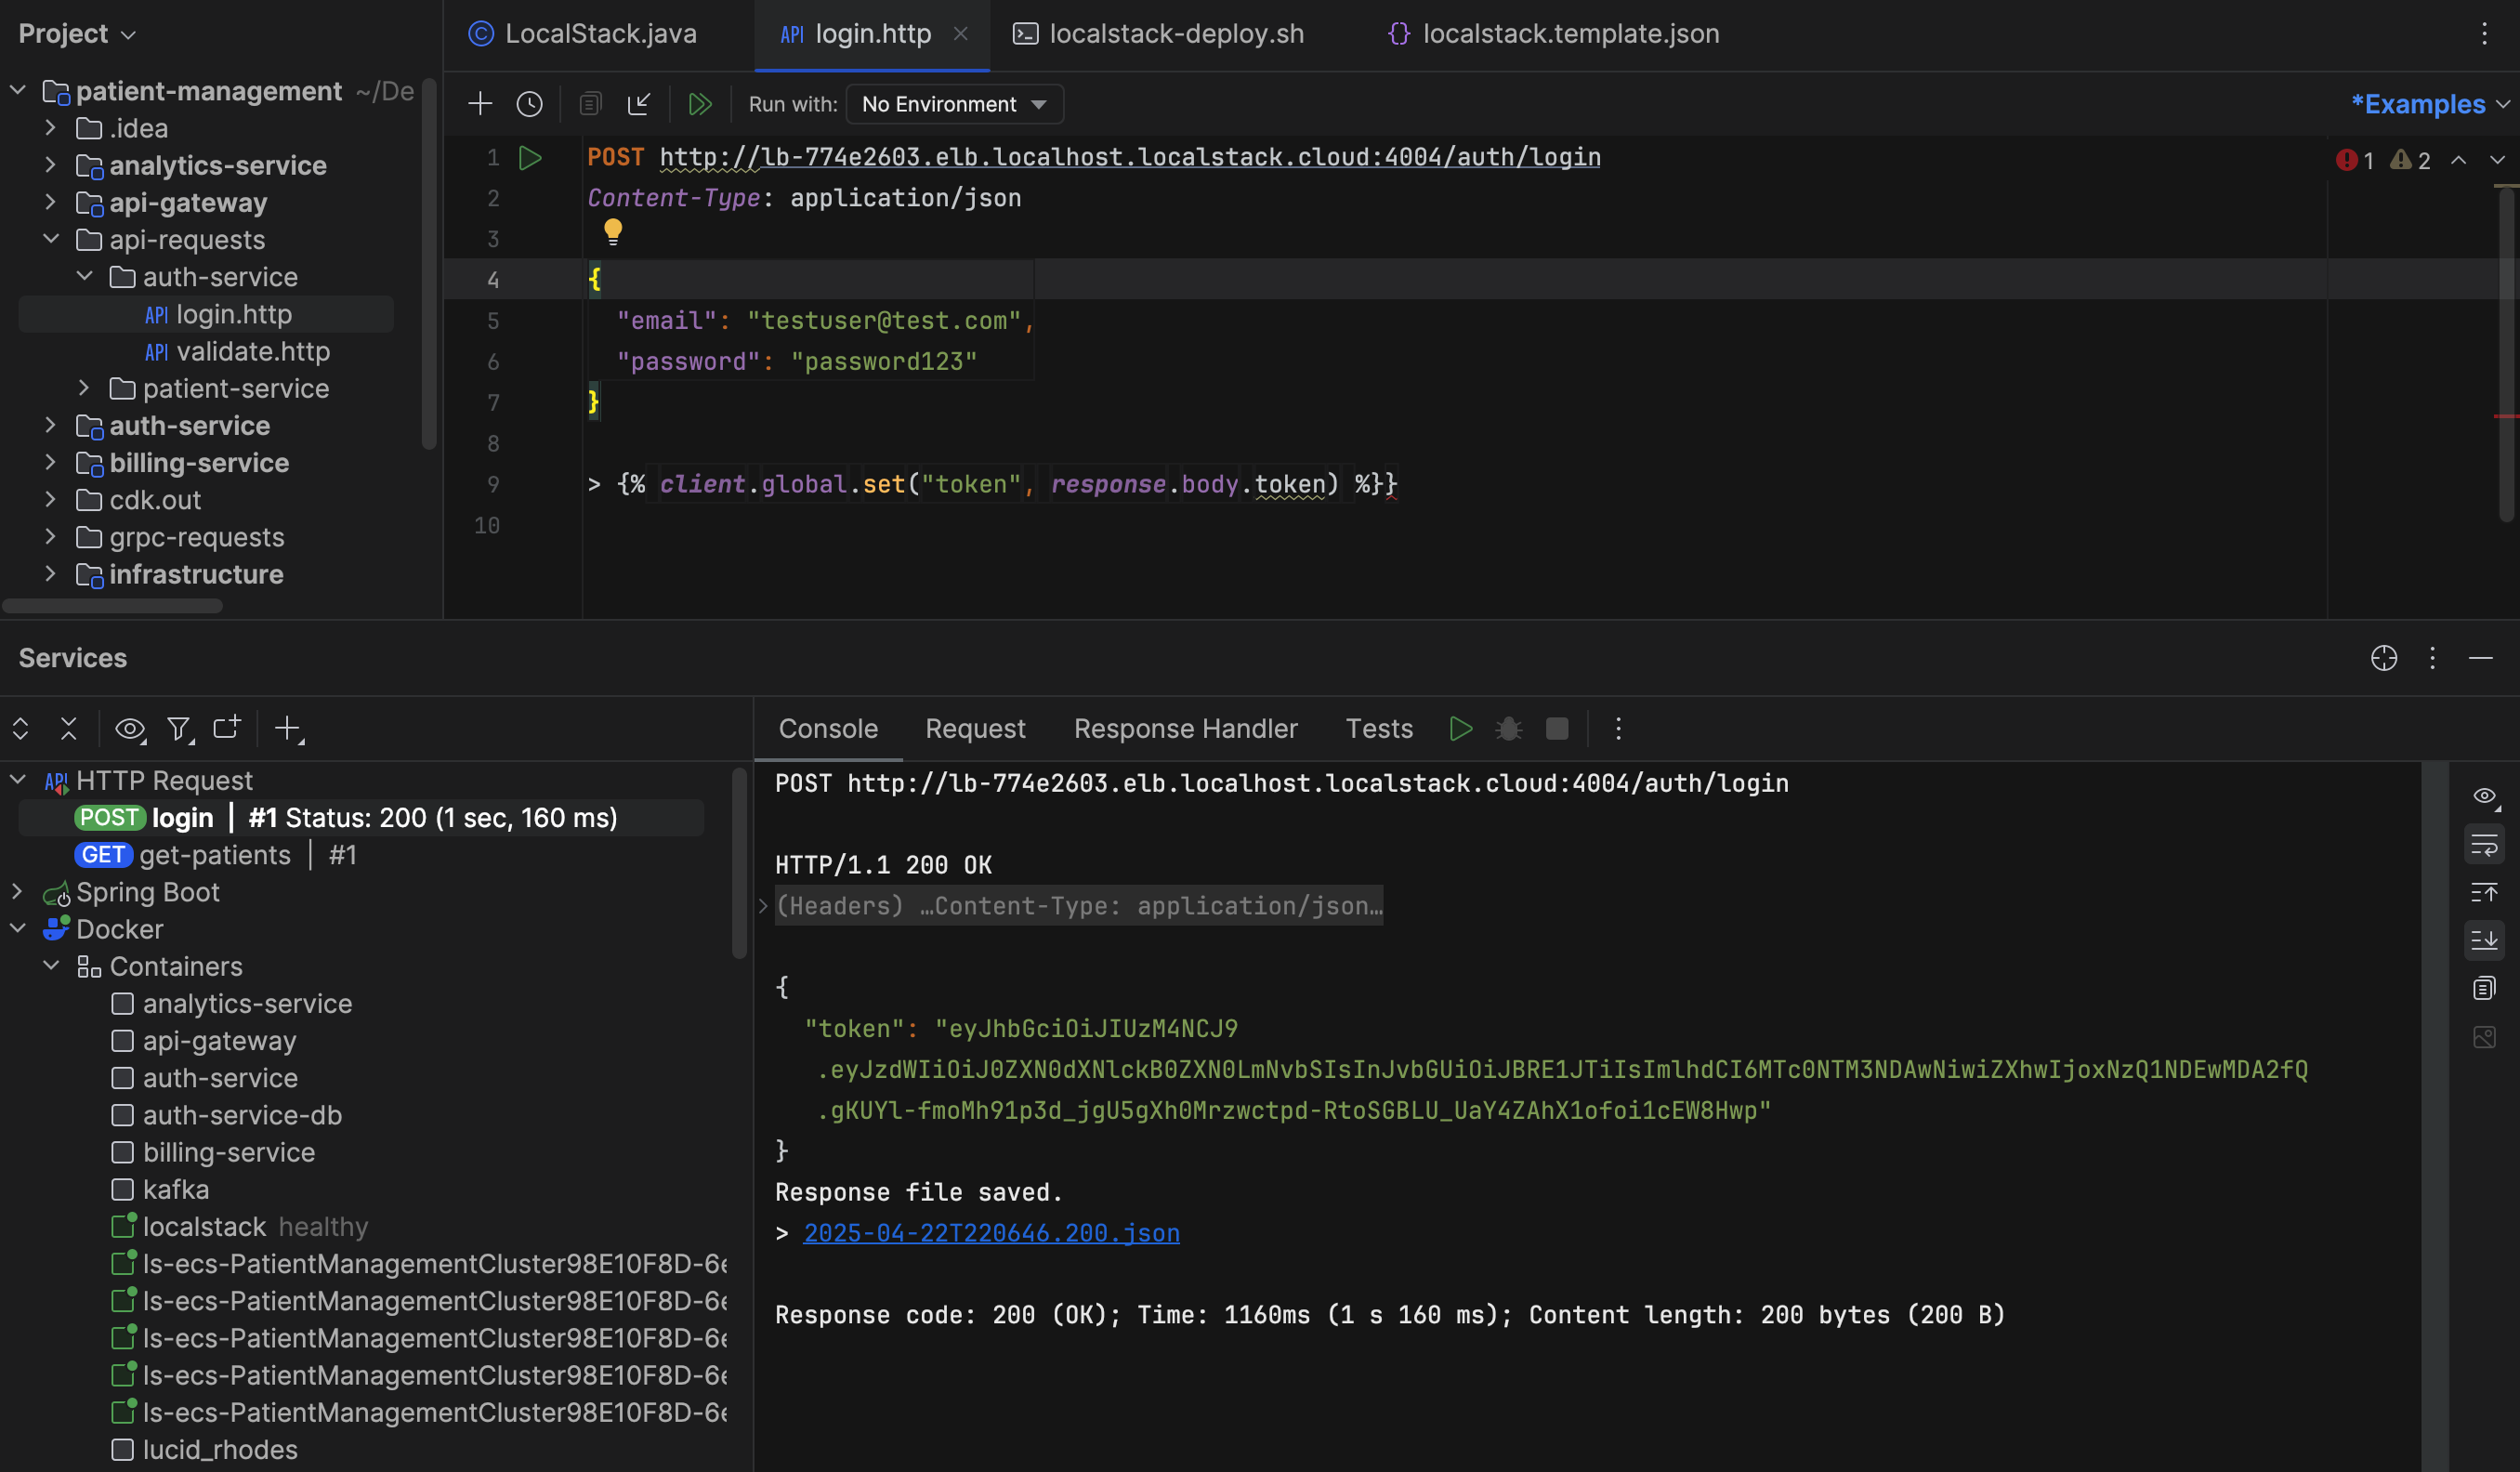 Project
LocalStack.java
login.http
localstack-deploy.sh
localstack.template.json
patient-management ~/De
.idea
analytics-service
api-gateway
api-requests
auth-service
API login.http
API validate.http
patient-service
auth-service
billing-service
cdk.out
grpc-requests
infrastructure
Run with: No Environment
*Examples
1 2
1 POST http://lb-774e2603.elb.localhost.localstack.cloud:4004/auth/login
2 Content-Type: application/json
3
4 {
5 "email": "testuser@test.com",
6 "password": "password123"
7 }
8
9 > {% client.global.set("token", response.body.token) %}}
10
Services
Console Request Response Handler Tests
API HTTP Request
POST login | #1 Status: 200 (1 sec, 160 ms)
GET get-patients | #1
Spring Boot
Docker
Containers
analytics-service
api-gateway
auth-service
auth-service-db
billing-service
kafka
localstack healthy
ls-ecs-PatientManagementCluster98E10F8D-6e
ls-ecs-PatientManagementCluster98E10F8D-6e
ls-ecs-PatientManagementCluster98E10F8D-6e
ls-ecs-PatientManagementCluster98E10F8D-6e
ls-ecs-PatientManagementCluster98E10F8D-6e
lucid_rhodes
POST http://lb-774e2603.elb.localhost.localstack.cloud:4004/auth/login
HTTP/1.1 200 OK
(Headers) …Content-Type: application/json…
{
"token": "eyJhbGciOiJIUzM4NCJ9
.eyJzdWIiOiJ0ZXN0dXNlckB0ZXN0LmNvbSIsInJvbGUiOiJBRE1JTiIsImlhdCI6MTc0NTM3NDAwNiwiZXhwIjoxNzQ1NDEwMDA2fQ
.gKUYl-fmoMh91p3d_jgU5gXh0Mrzwctpd-RtoSGBLU_UaY4ZAhX1ofoi1cEW8Hwp"
}
Response file saved.
> 2025-04-22T220646.200.json
Response code: 200 (OK); Time: 1160ms (1 s 160 ms); Content length: 200 bytes (200 B)